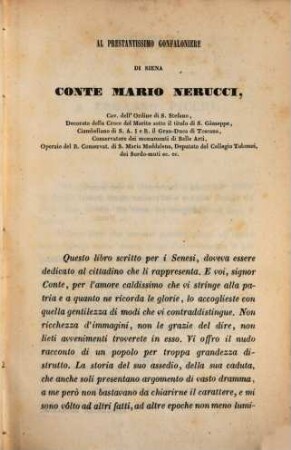 AL PRESTANTISSIMO GONFALONIERE
DI SIENA
CONTE MARIO NERUCCI,
Cav. dell' Ordine di S. Stefano,
Decorato della Croce del Merito sotto il titolo di S. Giuseppe,
Ciambellano di S. A. I e R. il Gran-Duca di Toscana,
Conservatore dei monumenti di Belle Arti,
Operaio del R. Conservat. di S. Maria Maddalena, Deputato del Collegio Tolomei,
dei Sordo-muti ec. ec.
Questo libro scritto per i Senesi, doveva essere
dedicato al cittadino che li rappresenta. E voi, signor
Conte, per l'amore caldissimo che vi stringe alla pa-
tria e a quanto ne ricorda le glorie, lo accoglieste con
quella gentilezza di modi che vi contraddistingue. Non
ricchezza d'immagini, non le grazie del dire, non
lieti avvenimenti troverete in esso. Vi offro il nudo
racconto di un popolo per troppa grandezza di-
strutto. La storia del suo assedio, della sua caduta,
che anche soli presentano argomento di vasto dramma,
a me però non bastavano da chiarirne il carattere, e mi
sono vôlto ad altri fatti, ad altre epoche non meno lumi-